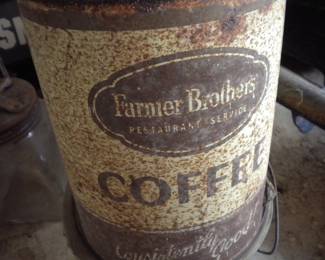 Farmer Brothers
RESTAURANT SERVICE
COFFEE
Consistently Good!